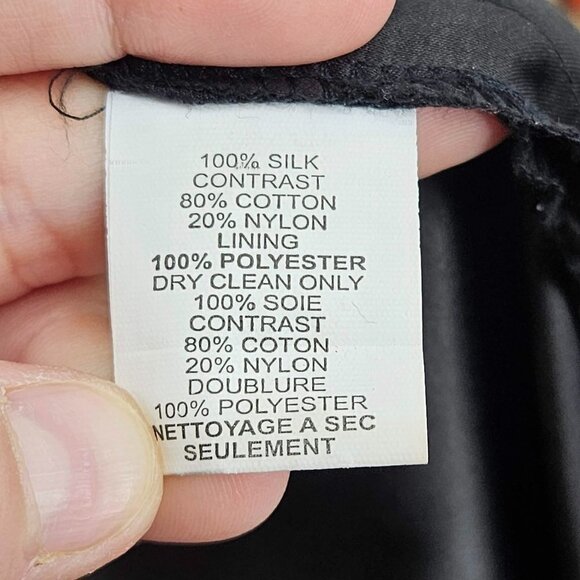 100% SILK
CONTRAST
80% COTTON
20% NYLON
LINING
100% POLYESTER
DRY CLEAN ONLY
100% SOIE
CONTRAST
80% COTON
20% NYLON
DOUBLURE
100% POLYESTER
NETTOYAGE A SEC
SEULEMENT